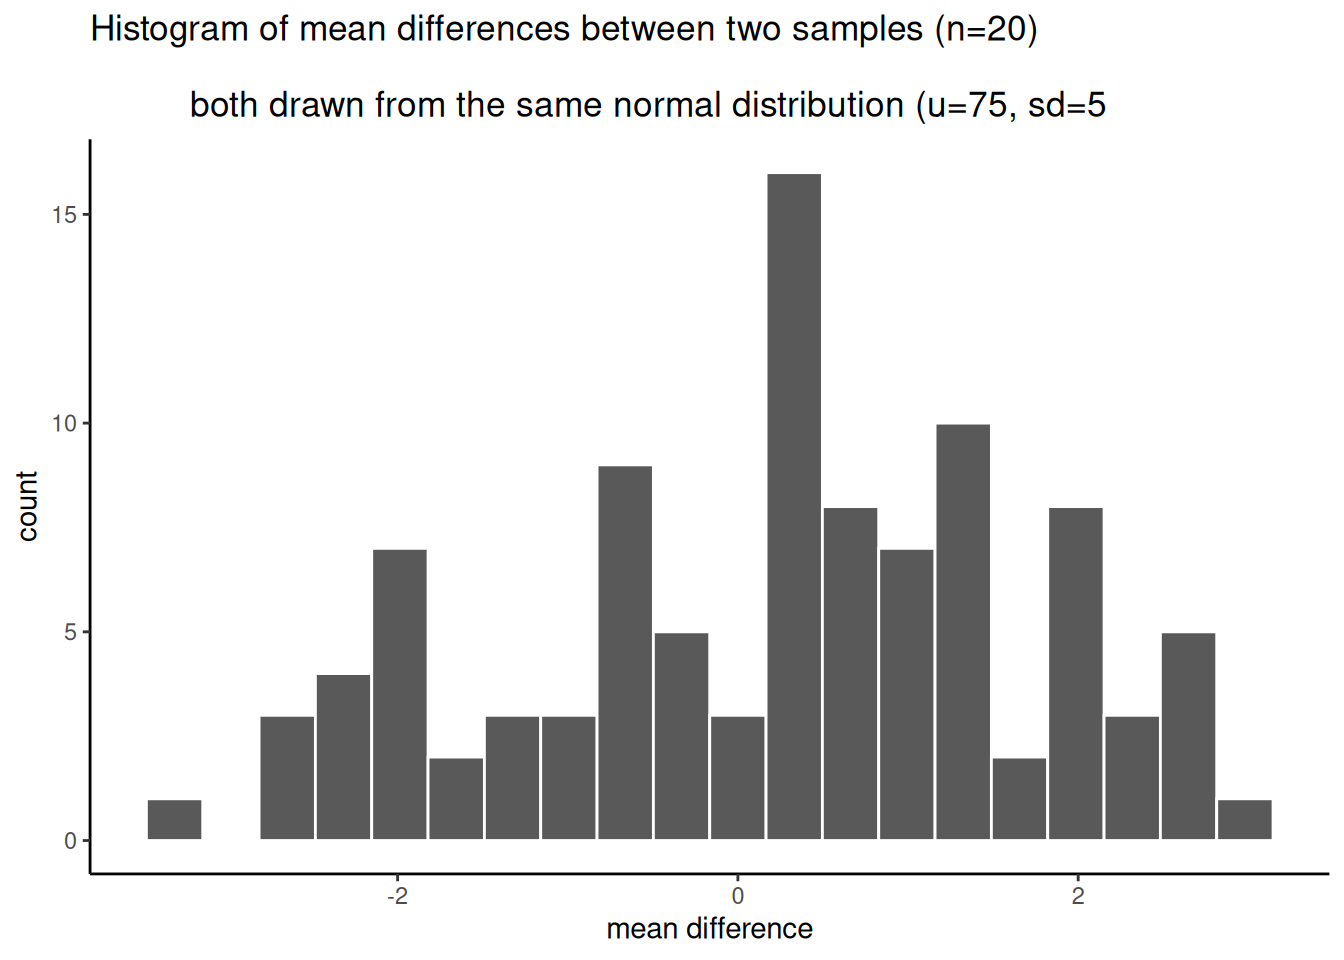 Histogram of mean differences between two samples (n=20)
both drawn from the same normal distribution (u=75, sd=5
15
10
5
0
count
-2
0
2
mean difference